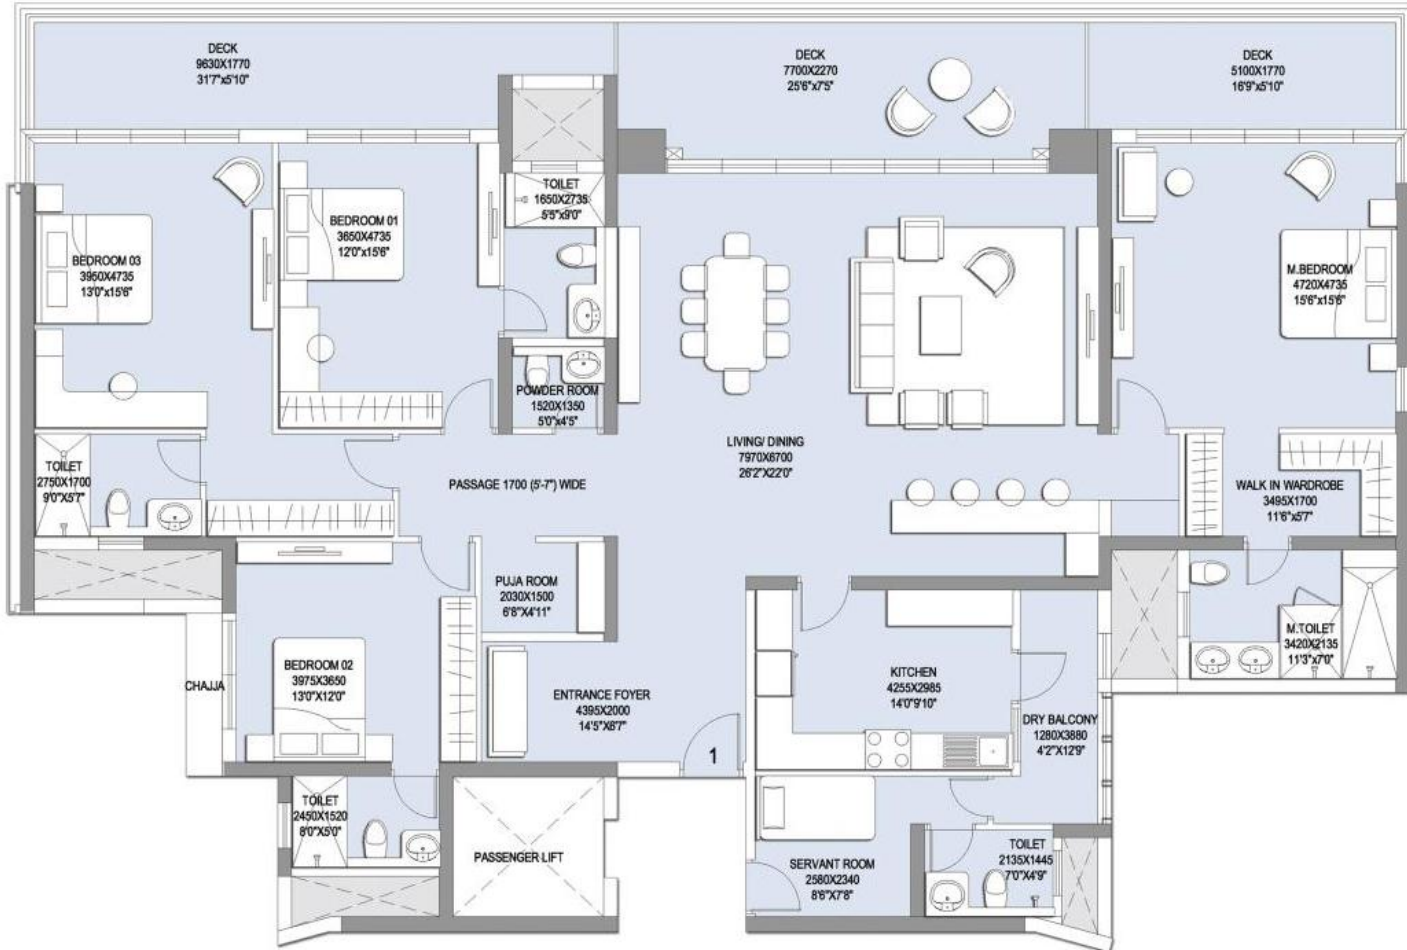 DECK
9630X1770
31'7"x5'10"
DECK
7700X2270
25'6"x7'5"
DECK
5100X1770
16'9"x5'10"
TOILET
1650X2735
5'5"x9'0"
BEDROOM 01
3650X4735
12'0"x15'6"
BEDROOM 03
3950X4735
13'0"x15'6"
M.BEDROOM
4720X4735
15'6"x15'6"
POWDER ROOM
1520X1350
5'0"x4'5"
LIVING/ DINING
7970X6700
26'2"X22'0"
TOILET
2750X1700
9'0"X5'7"
PASSAGE 1700 (5'-7") WIDE
WALK IN WARDROBE
3495X1700
11'6"x5'7"
PUJA ROOM
2030X1500
6'8"X4'11"
M.TOILET
3420X2135
11'3"x7'0"
BEDROOM 02
3975X3650
13'0"X12'0"
CHAJJA
ENTRANCE FOYER
4395X2000
14'5"X6'7"
KITCHEN
4255X2985
14'0"9'10"
DRY BALCONY
1280X3880
4'2"X12'9"
1
TOILET
2450X1520
8'0"X5'0"
PASSENGER LIFT
SERVANT ROOM
2580X2340
8'6"X7'8"
TOILET
2135X1445
7'0"X4'9"